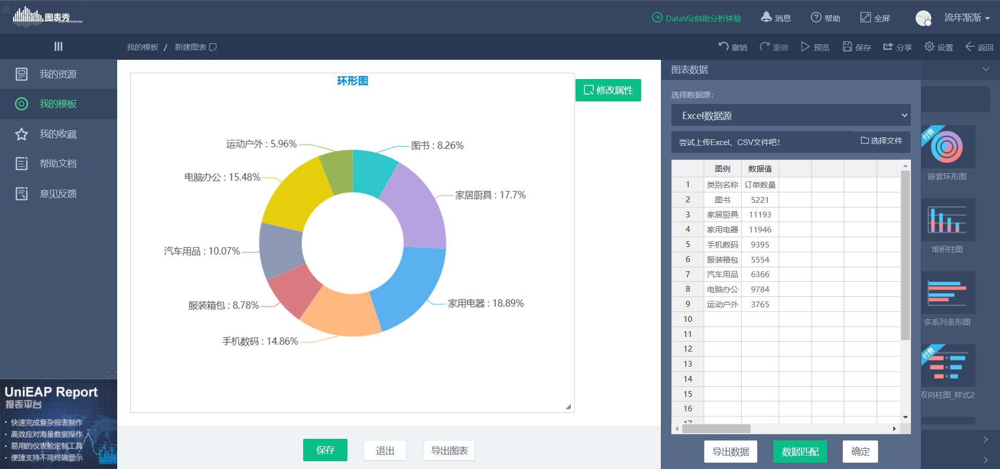 图表秀
DataViz自助分析体验
消息
帮助
全屏
流年渐渐
我的模板 / 新建图表
撤销
重做
预览
保存
分享
设置
返回
我的资源
我的模板
我的收藏
帮助文档
意见反馈
UniEAP Report
报表平台
· 快速完成复杂报表制作
· 高效应对海量数据操作
· 易用的仪表舱定制工具
· 便捷支持不同终端显示
环形图
修改属性
运动户外 : 5.96%
图书 : 8.26%
电脑办公 : 15.48%
家居厨具 : 17.7%
汽车用品 : 10.07%
服装箱包 : 8.78%
家用电器 : 18.89%
手机数码 : 14.86%
保存
退出
导出图表
图表数据
选择数据源:
Excel数据源
尝试上传Excel、CSV文件吧!
选择文件
图例 数据值
1 类别名称 订单数量
2 图书 5221
3 家居厨具 11193
4 家用电器 11946
5 手机数码 9395
6 服装箱包 5554
7 汽车用品 6366
8 电脑办公 9784
9 运动户外 3765
10
11
12
13
14
15
16
17
导出数据
数据匹配
确定
付费
嵌套环形图
堆积柱图
多系列条形图
付费
双向柱图_样式2